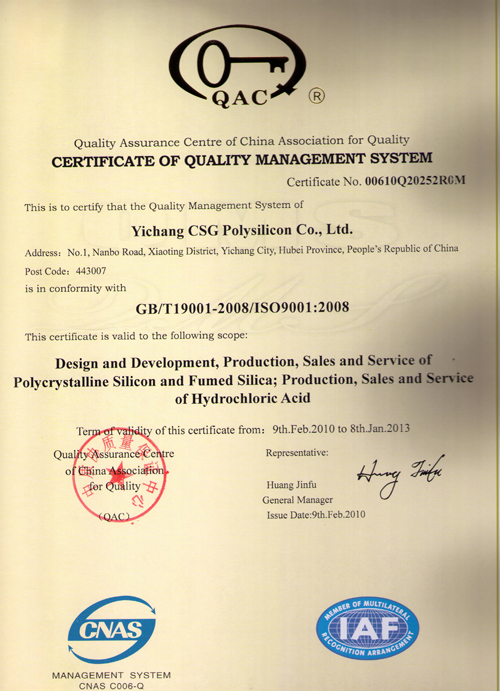 QAC ®
Quality Assurance Centre of China Association for Quality
CERTIFICATE OF QUALITY MANAGEMENT SYSTEM
Certificate No. 00610Q20252R0M
This is to certify that the Quality Management System of
Yichang CSG Polysilicon Co., Ltd.
Address: No.1, Nanbo Road, Xiaoting District, Yichang City, Hubei Province, People's Republic of China
Post Code: 443007
is in conformity with
GB/T19001-2008/ISO9001:2008
This certificate is valid to the following scope:
Design and Development, Production, Sales and Service of
Polycrystalline Silicon and Fumed Silica; Production, Sales and Service
of Hydrochloric Acid
Term of validity of this certificate from: 9th.Feb.2010 to 8th.Jan.2013
Quality Assurance Centre
of China Association
for Quality
(QAC)
Representative:
Huang Jinfu
Huang Jinfu
General Manager
Issue Date:9th.Feb.2010
CNAS
MANAGEMENT SYSTEM
CNAS C006-Q
MEMBER OF MULTILATERAL
IAF
RECOGNITION ARRANGEMENT